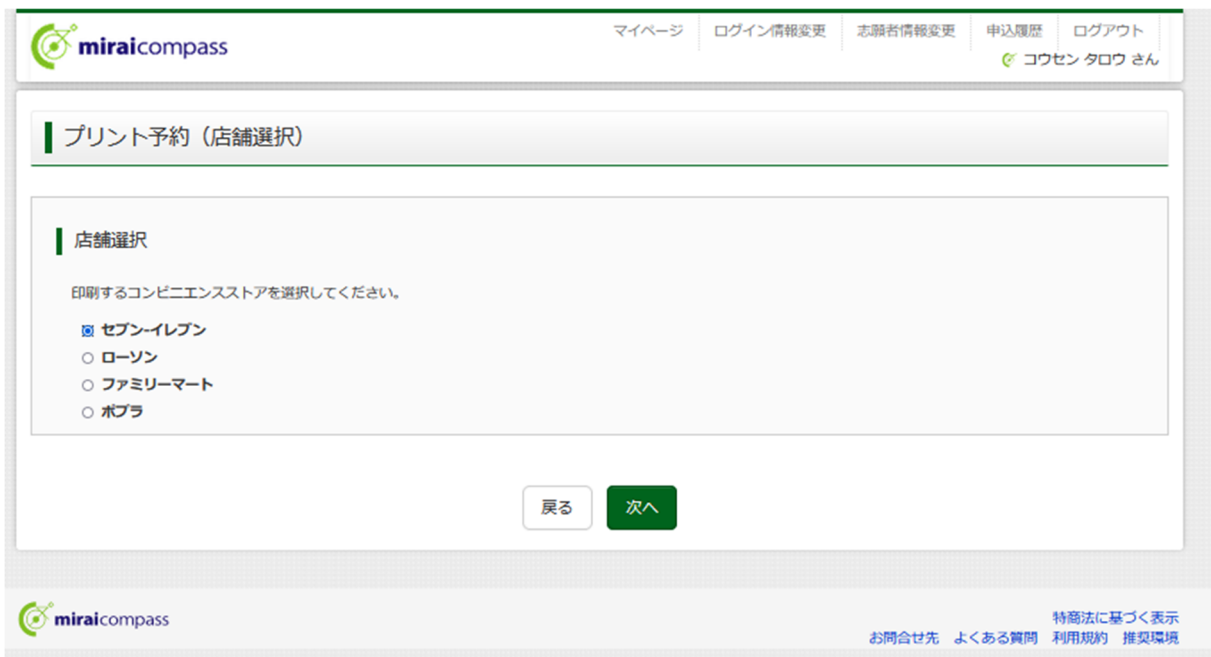 miraicompass
マイページ ログイン情報変更 志願者情報変更 申込履歴 ログアウト
コウセン タロウ さん
プリント予約（店舗選択）
店舗選択
印刷するコンビニエンスストアを選択してください。
セブン-イレブン
ローソン
ファミリーマート
ポプラ
戻る 次へ
miraicompass
特商法に基づく表示
お問合せ先 よくある質問 利用規約 推奨環境